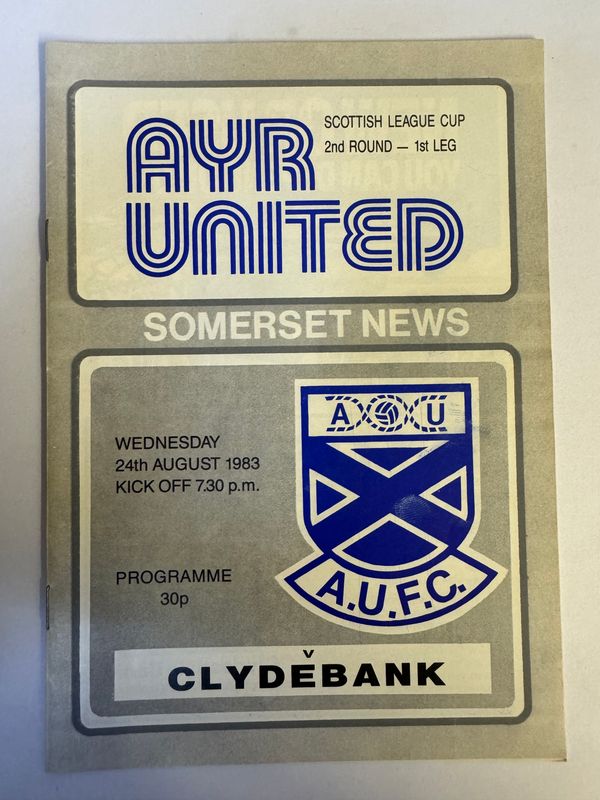 AYR
UNITED
SCOTTISH LEAGUE CUP
2nd ROUND — 1st LEG
SOMERSET NEWS
WEDNESDAY
24th AUGUST 1983
KICK OFF 7.30 p.m.
PROGRAMME
30p
A U
A.U.F.C.
v
CLYDEBANK